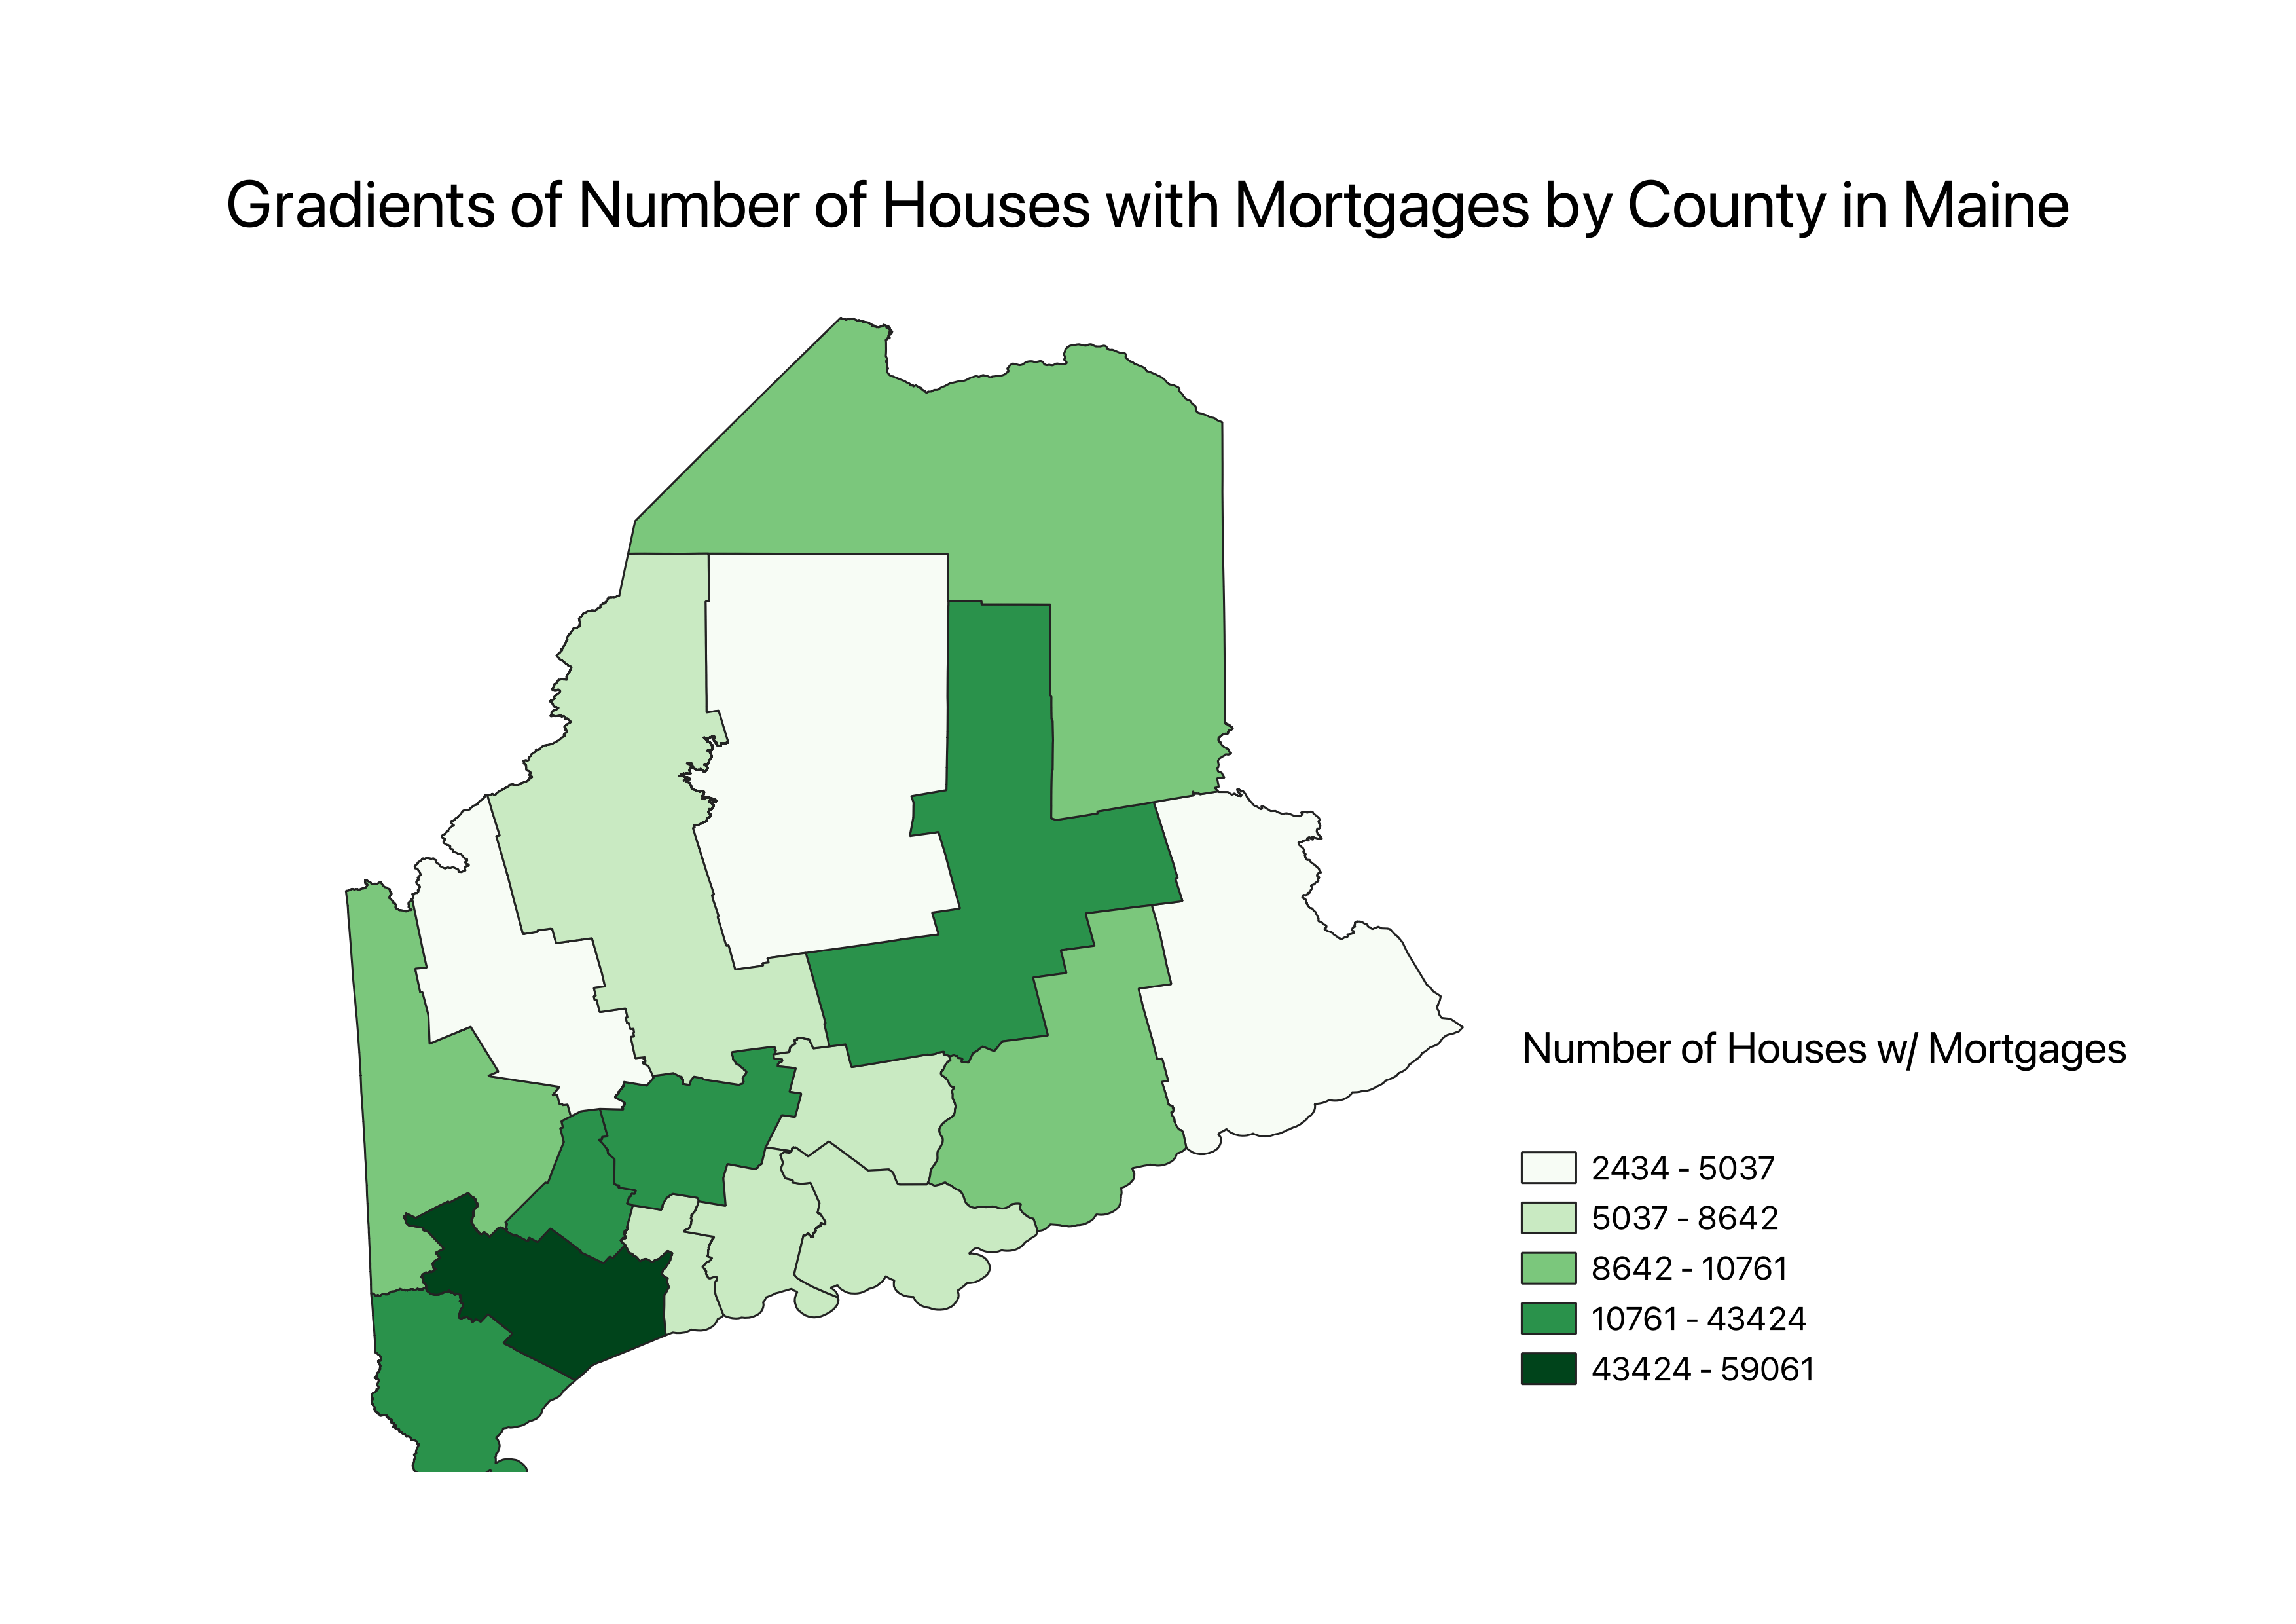 Gradients of Number of Houses with Mortgages by County in Maine
Number of Houses w/ Mortgages
2434 - 5037
5037 - 8642
8642 - 10761
10761 - 43424
43424 - 59061